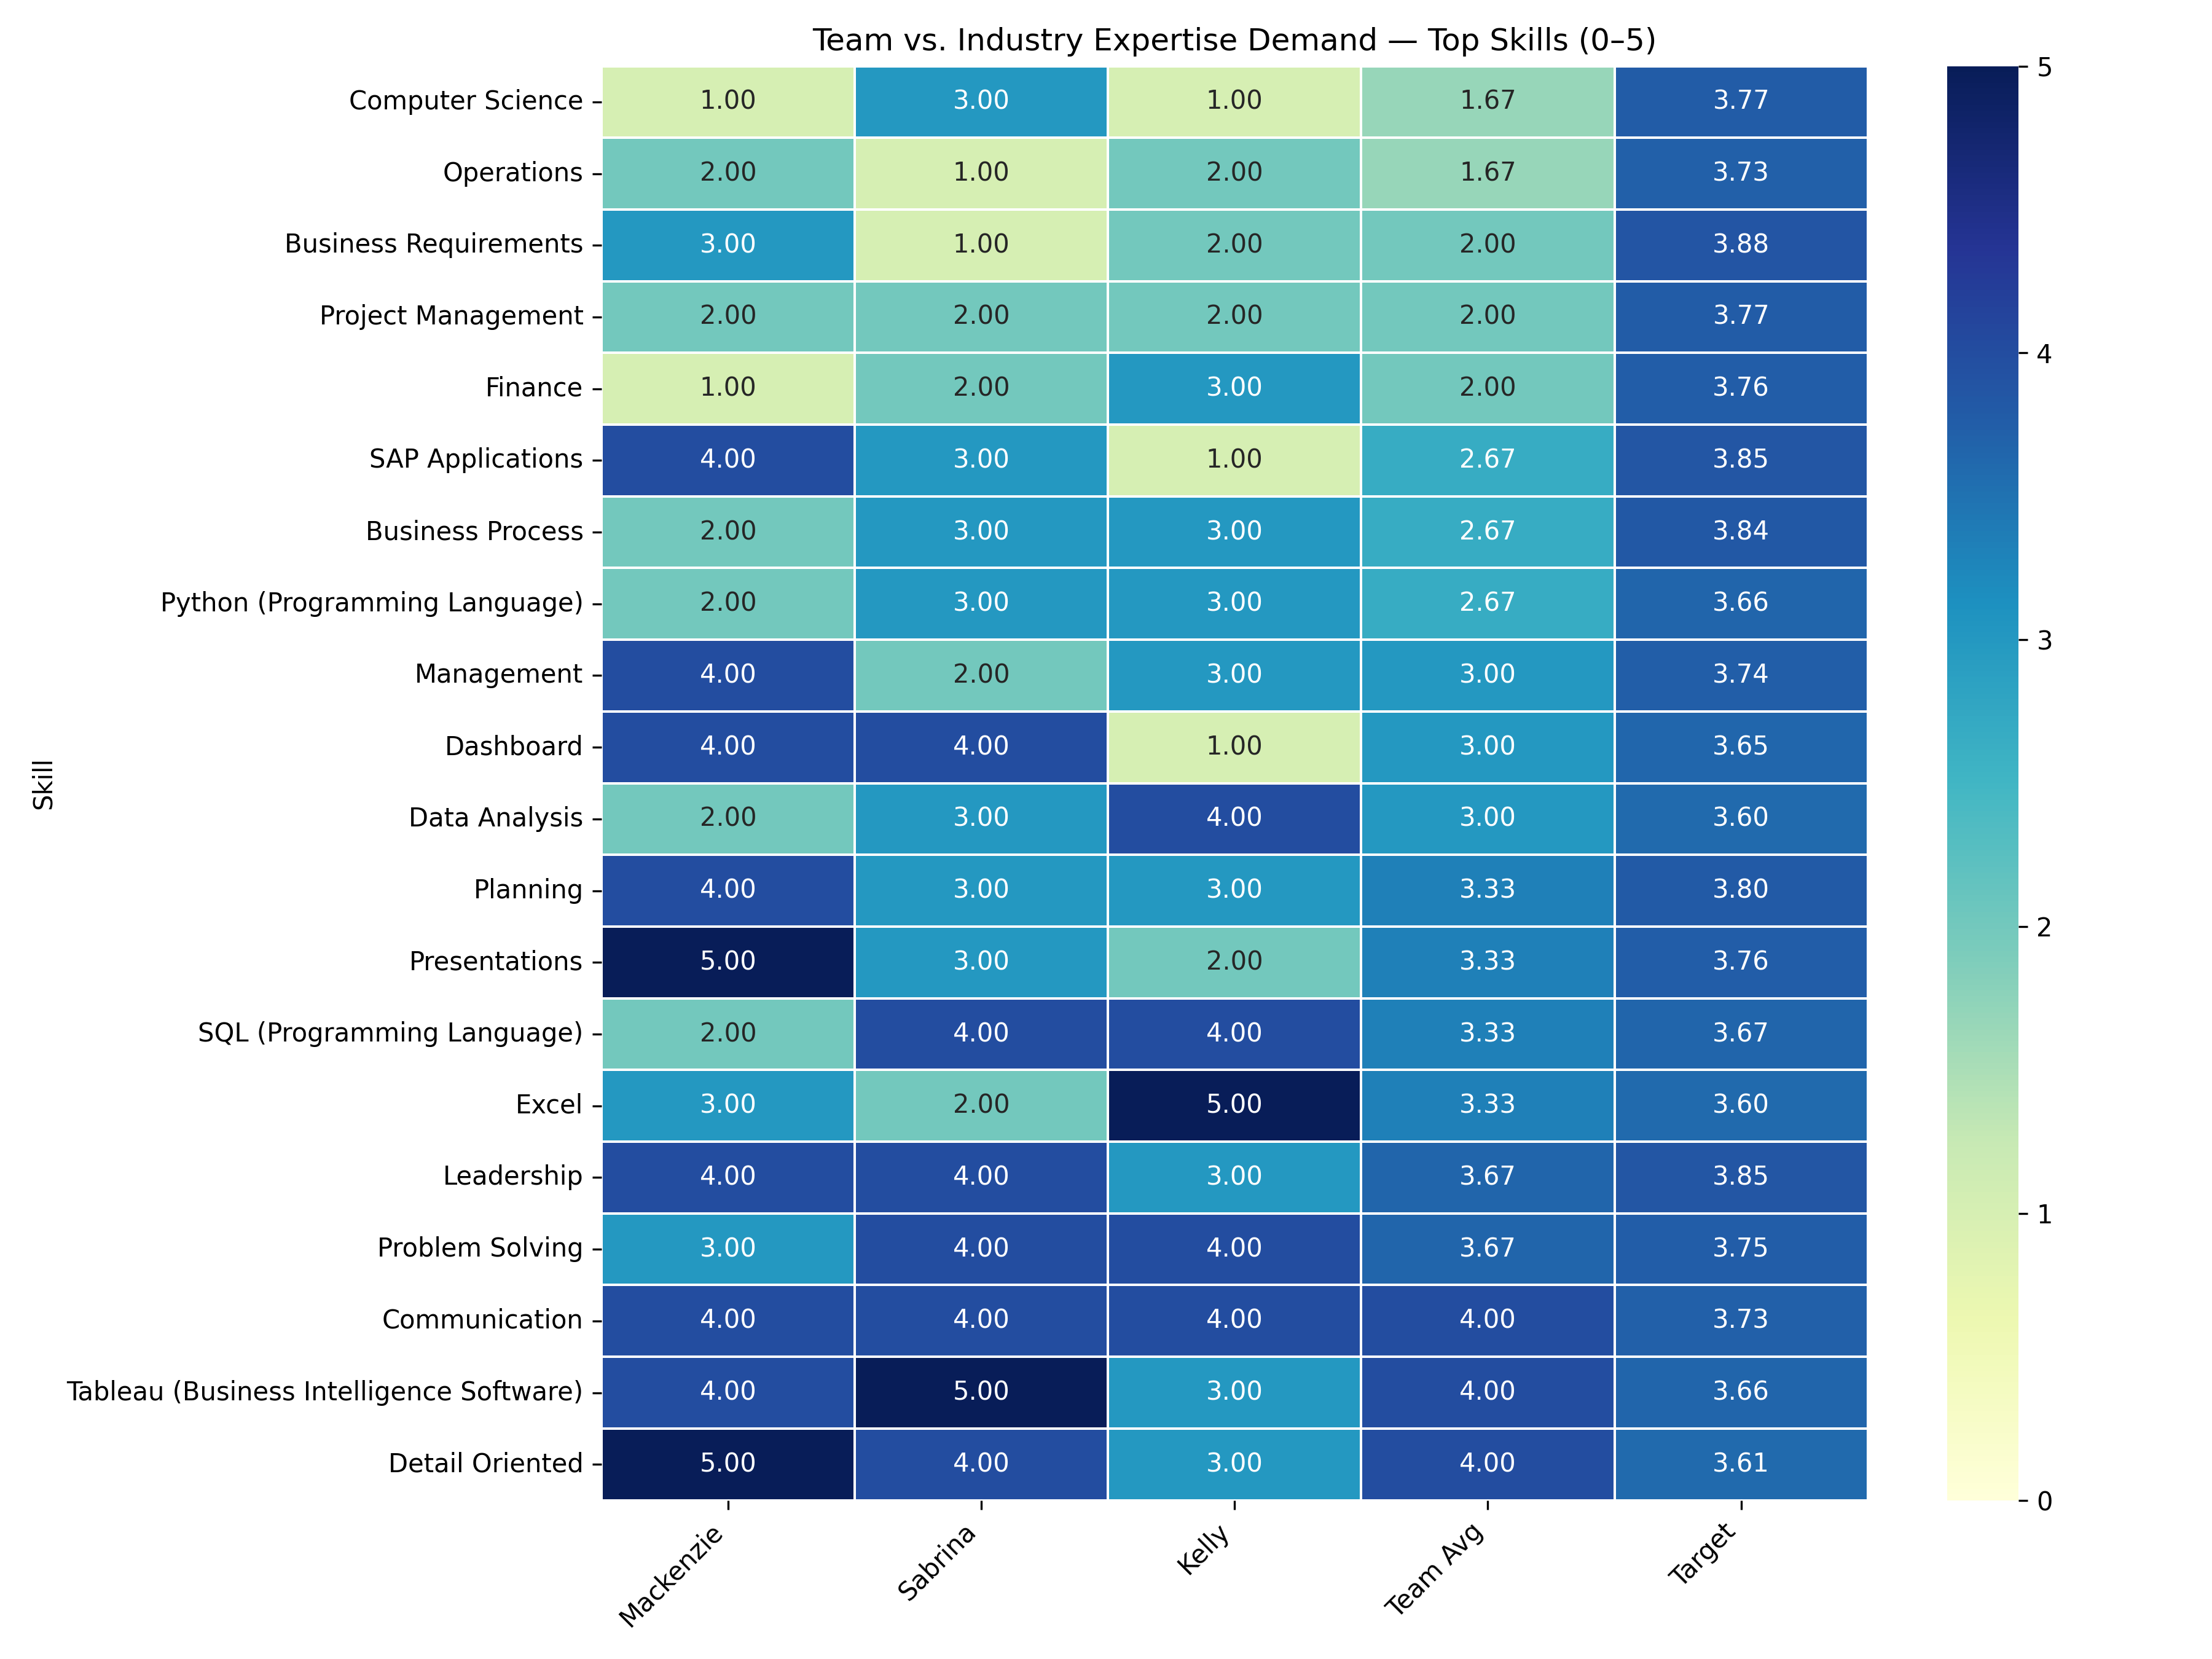 Team vs. Industry Expertise Demand — Top Skills (0–5)
Computer Science 1.00 3.00 1.00 1.67 3.77
Operations 2.00 1.00 2.00 1.67 3.73
Business Requirements 3.00 1.00 2.00 2.00 3.88
Project Management 2.00 2.00 2.00 2.00 3.77
Finance 1.00 2.00 3.00 2.00 3.76
SAP Applications 4.00 3.00 1.00 2.67 3.85
Business Process 2.00 3.00 3.00 2.67 3.84
Python (Programming Language) 2.00 3.00 3.00 2.67 3.66
Management 4.00 2.00 3.00 3.00 3.74
Dashboard 4.00 4.00 1.00 3.00 3.65
Data Analysis 2.00 3.00 4.00 3.00 3.60
Planning 4.00 3.00 3.00 3.33 3.80
Presentations 5.00 3.00 2.00 3.33 3.76
SQL (Programming Language) 2.00 4.00 4.00 3.33 3.67
Excel 3.00 2.00 5.00 3.33 3.60
Leadership 4.00 4.00 3.00 3.67 3.85
Problem Solving 3.00 4.00 4.00 3.67 3.75
Communication 4.00 4.00 4.00 4.00 3.73
Tableau (Business Intelligence Software) 4.00 5.00 3.00 4.00 3.66
Detail Oriented 5.00 4.00 3.00 4.00 3.61
Mackenzie Sabrina Kelly Team Avg Target
Skill
5
4
3
2
1
0